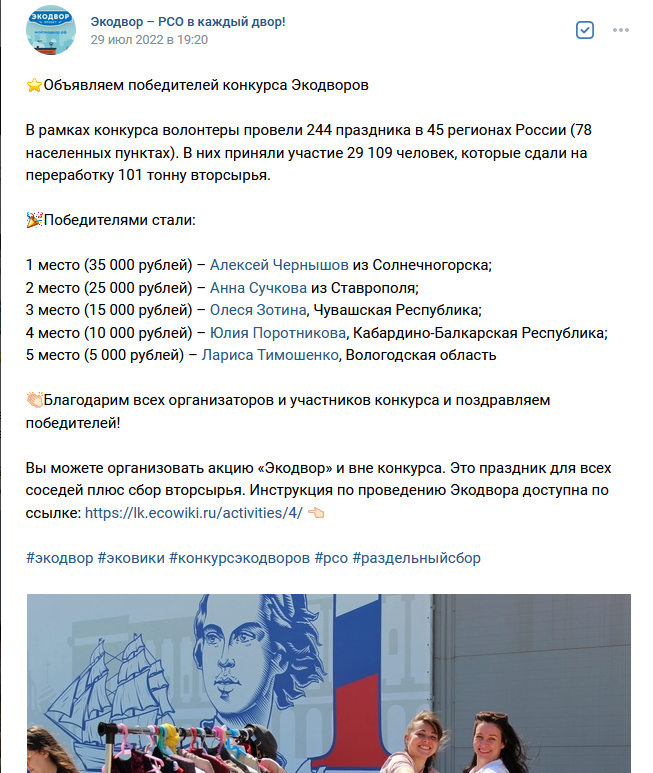 ЭКОДВОР
Экодвор – РСО в каждый двор!
29 июл 2022 в 19:20
⭐Объявляем победителей конкурса Экодворов
В рамках конкурса волонтеры провели 244 праздника в 45 регионах России (78
населенных пунктах). В них приняли участие 29 109 человек, которые сдали на
переработку 101 тонну вторсырья.
🎉Победителями стали:
1 место (35 000 рублей) – Алексей Чернышов из Солнечногорска;
2 место (25 000 рублей) – Анна Сучкова из Ставрополя;
3 место (15 000 рублей) – Олеся Зотина, Чувашская Республика;
4 место (10 000 рублей) – Юлия Поротникова, Кабардино-Балкарская Республика;
5 место (5 000 рублей) – Лариса Тимошенко, Вологодская область
👏🏻Благодарим всех организаторов и участников конкурса и поздравляем
победителей!
Вы можете организовать акцию «Экодвор» и вне конкурса. Это праздник для всех
соседей плюс сбор вторсырья. Инструкция по проведению Экодвора доступна по
ссылке: https://lk.ecowiki.ru/activities/4/ 👈🏻
#экодвор #эковики #конкурсэкодворов #рсо #раздельныйсбор